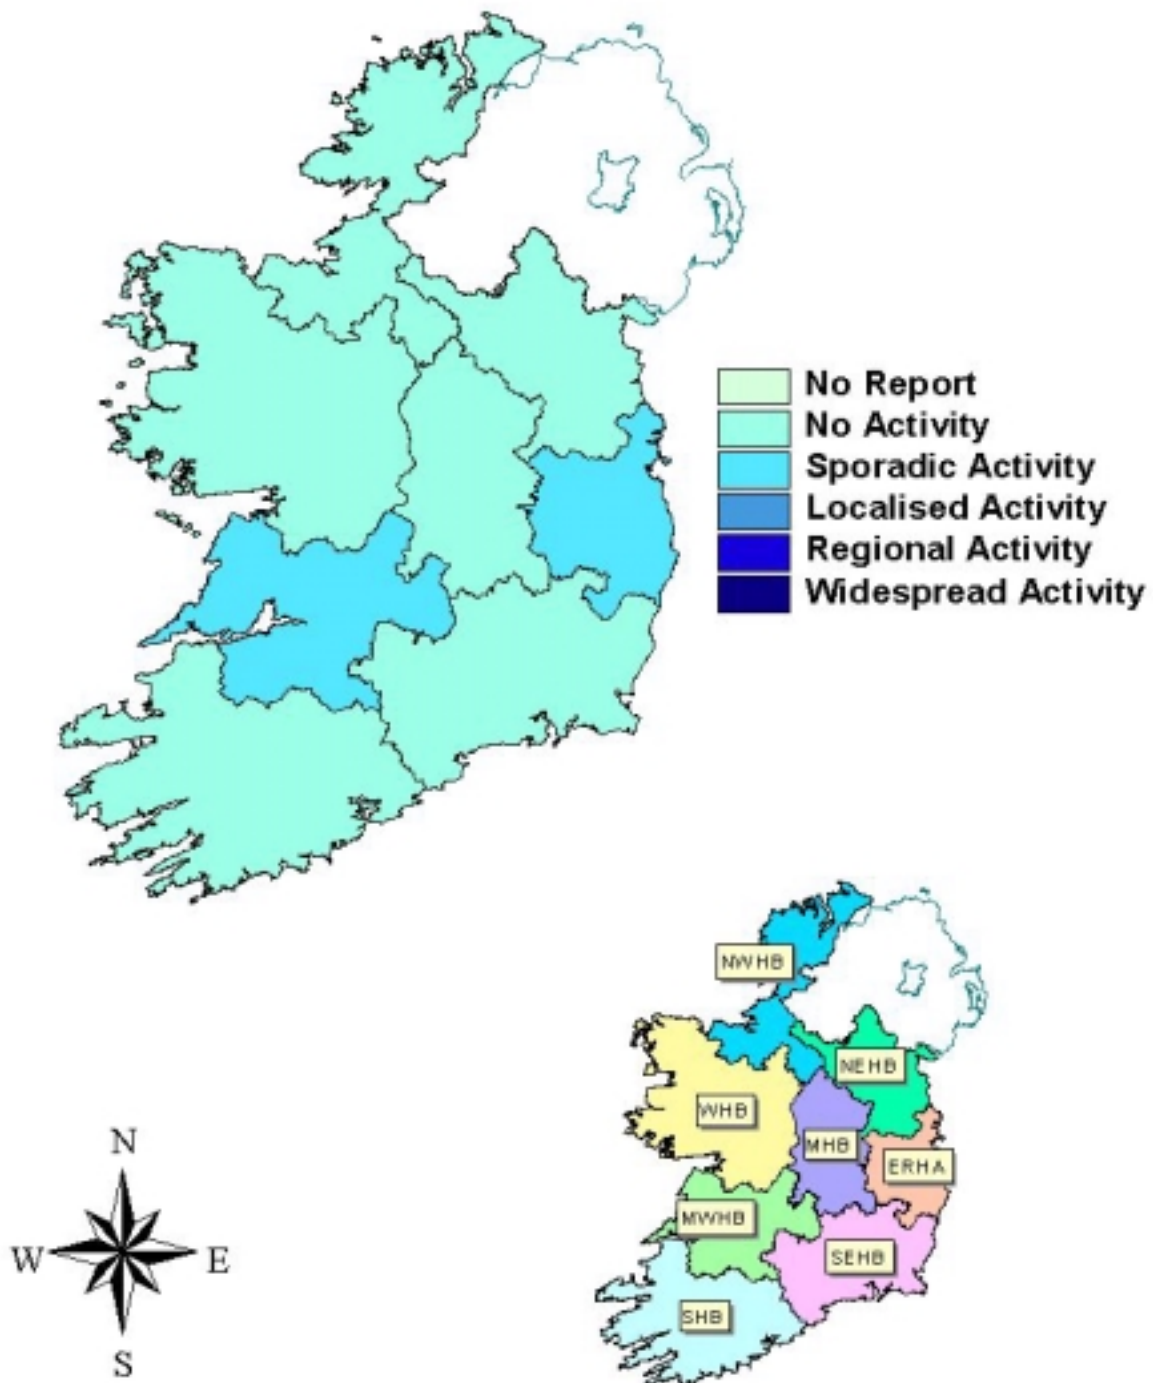 No Report
No Activity
Sporadic Activity
Localised Activity
Regional Activity
Widespread Activity
NWHB
NEHB
WHB
MHB
ERHA
MWHB
SEHB
SHB
N
W E
S